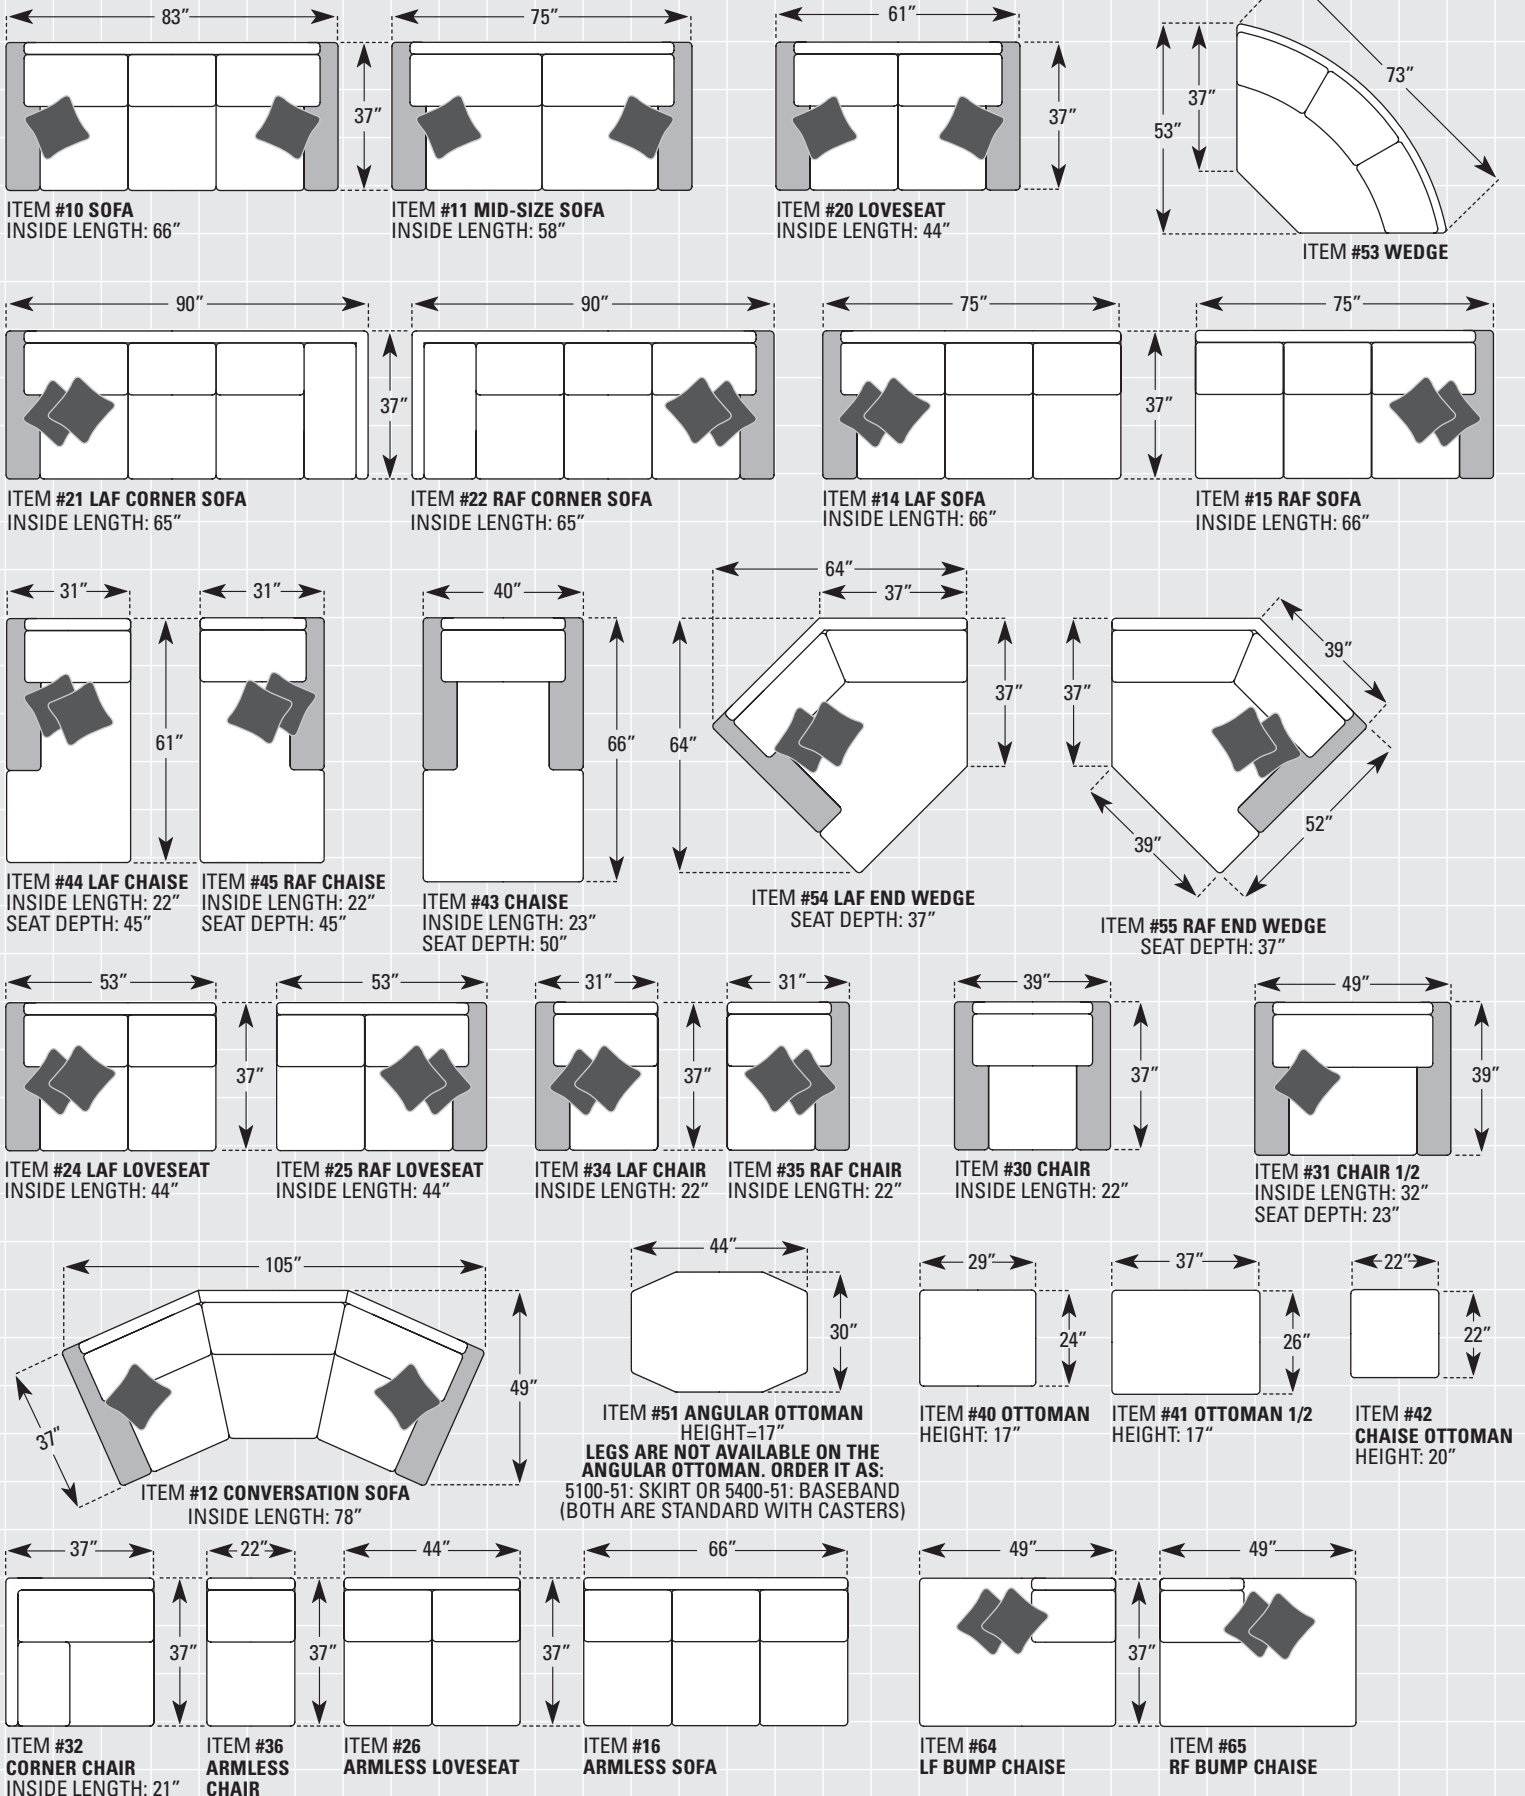 83”
75”
61”
37”
37”
37”
53”
73”
ITEM #10 SOFA
INSIDE LENGTH: 66”
ITEM #11 MID-SIZE SOFA
INSIDE LENGTH: 58”
ITEM #20 LOVESEAT
INSIDE LENGTH: 44”
ITEM #53 WEDGE
90”
90”
75”
75”
37”
37”
ITEM #21 LAF CORNER SOFA
INSIDE LENGTH: 65”
ITEM #22 RAF CORNER SOFA
INSIDE LENGTH: 65”
ITEM #14 LAF SOFA
INSIDE LENGTH: 66”
ITEM #15 RAF SOFA
INSIDE LENGTH: 66”
31”
31”
40”
64”
37”
39”
37”
37”
61”
66”
64”
52”
39”
ITEM #44 LAF CHAISE
INSIDE LENGTH: 22”
SEAT DEPTH: 45”
ITEM #45 RAF CHAISE
INSIDE LENGTH: 22”
SEAT DEPTH: 45”
ITEM #43 CHAISE
INSIDE LENGTH: 23”
SEAT DEPTH: 50”
ITEM #54 LAF END WEDGE
SEAT DEPTH: 37”
ITEM #55 RAF END WEDGE
SEAT DEPTH: 37”
53”
53”
31”
31”
39”
49”
37”
37”
37”
39”
ITEM #24 LAF LOVESEAT
INSIDE LENGTH: 44”
ITEM #25 RAF LOVESEAT
INSIDE LENGTH: 44”
ITEM #34 LAF CHAIR
INSIDE LENGTH: 22”
ITEM #35 RAF CHAIR
INSIDE LENGTH: 22”
ITEM #30 CHAIR
INSIDE LENGTH: 22”
ITEM #31 CHAIR 1/2
INSIDE LENGTH: 32”
SEAT DEPTH: 23”
105”
44”
29”
37”
22”
49”
37”
30”
24”
26”
22”
ITEM #12 CONVERSATION SOFA
INSIDE LENGTH: 78”
ITEM #51 ANGULAR OTTOMAN
HEIGHT=17”
LEGS ARE NOT AVAILABLE ON THE
ANGULAR OTTOMAN. ORDER IT AS:
5100-51: SKIRT OR 5400-51: BASEBAND
(BOTH ARE STANDARD WITH CASTERS)
ITEM #40 OTTOMAN
HEIGHT: 17”
ITEM #41 OTTOMAN 1/2
HEIGHT: 17“
ITEM #42
CHAISE OTTOMAN
HEIGHT: 20”
37”
22”
44”
66”
49”
49”
37”
37”
37”
37”
ITEM #32
CORNER CHAIR
INSIDE LENGTH: 21”
ITEM #36
ARMLESS
CHAIR
ITEM #26
ARMLESS LOVESEAT
ITEM #16
ARMLESS SOFA
ITEM #64
LF BUMP CHAISE
ITEM #65
RF BUMP CHAISE